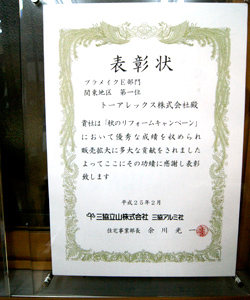 表彰状
プラメイクE部門
関東地区 第一位
トーアレックス株式会社殿
貴社は「秋のリフォームキャンペーン」
において優秀な成績を収められ
販売拡大に多大な貢献をされました
よってここにその功績に感謝し表彰
致します
平成25年2月
三協立山株式会社 三協アルミ社
住宅事業部長 余川光一